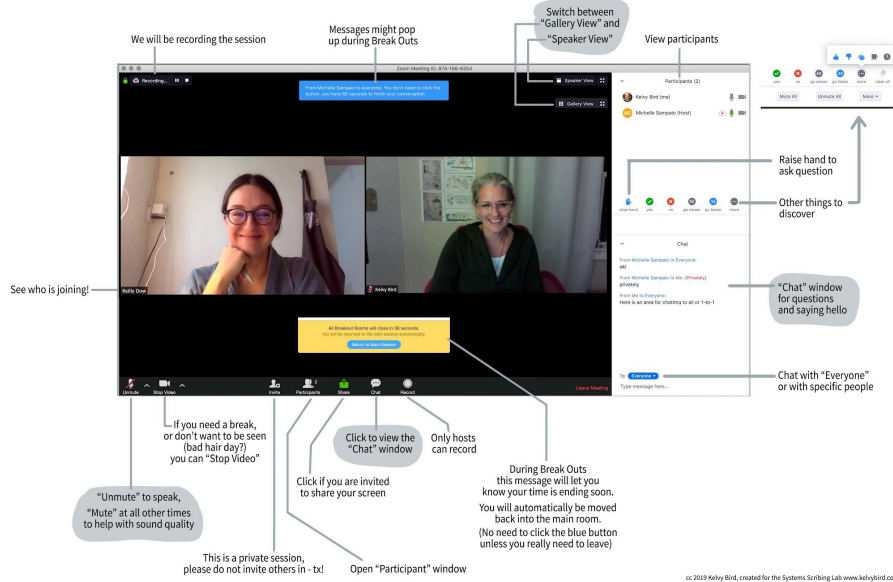 Switch between
"Gallery View" and
"Speaker View"
We will be recording the session
Messages might pop
up during Break Outs
View participants
Zoom Meeting ID: 874-156-6254
Recording...
From Michelle Sampaio to everyone: You don't need to click the
button, you have 60 seconds to finish your conversation.
Speaker View
Gallery View
Participants (2)
Kelvy Bird (me)
MS Michelle Sampaio (Host)
yes
no
go slower
go faster
more
clear all
Mute All
Unmute All
More
Raise hand to
ask question
raise hand
yes
no
go slower
go faster
more
Other things to
discover
Chat
From Michelle Sampaio to Everyone:
ok!
From Michelle Sampaio to Me: (Privately)
privately
From Me to Everyone:
Here is an area for chatting to all or 1-to-1
"Chat" window
for questions
and saying hello
See who is joining!
Reilly Dow
Kelvy Bird
All Breakout Rooms will close in 36 seconds.
You will be returned to the main session automatically.
Return to Main Session
To: Everyone
Type message here...
Chat with "Everyone"
or with specific people
Unmute
Stop Video
Invite
2
Participants
Share
Chat
Record
Leave Meeting
If you need a break,
or don't want to be seen
(bad hair day?)
you can "Stop Video"
Click to view the
"Chat" window
Only hosts
can record
Click if you are invited
to share your screen
During Break Outs
this message will let you
know your time is ending soon.
You will automatically be moved
back into the main room.
(No need to click the blue button
unless you really need to leave)
"Unmute" to speak,
"Mute" at all other times
to help with sound quality
This is a private session,
please do not invite others in - tx!
Open "Participant" window
cc 2019 Kelvy Bird, created for the Systems Scribing Lab www.kelvybird.co